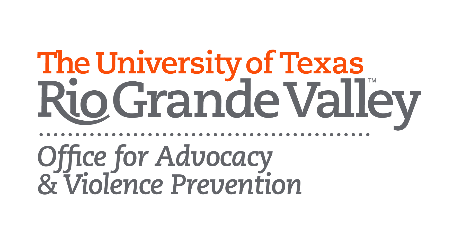 The University of Texas
Rio Grande Valley™
Office for Advocacy
& Violence Prevention